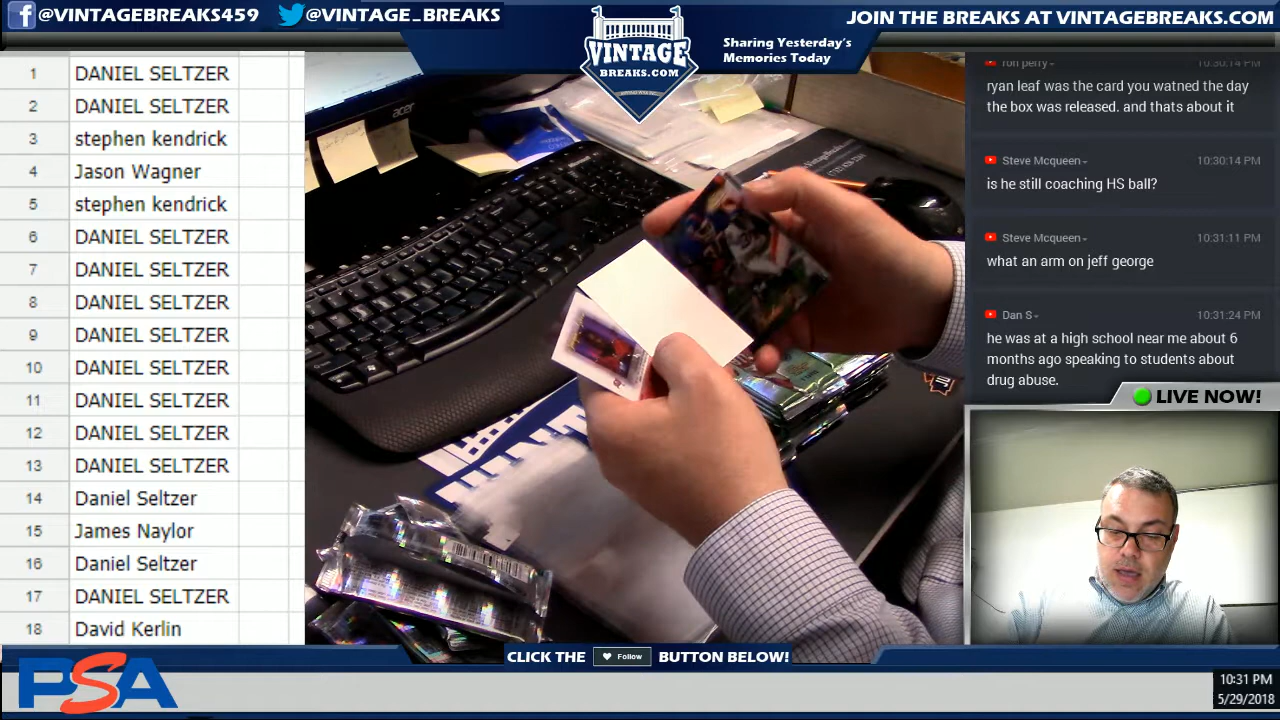 @VINTAGEBREAKS459
@VINTAGE_BREAKS
VINTAGE
BREAKS.COM
Sharing Yesterday's
Memories Today
JOIN THE BREAKS AT VINTAGEBREAKS.COM
1 DANIEL SELTZER
2 DANIEL SELTZER
3 stephen kendrick
4 Jason Wagner
5 stephen kendrick
6 DANIEL SELTZER
7 DANIEL SELTZER
8 DANIEL SELTZER
9 DANIEL SELTZER
10 DANIEL SELTZER
11 DANIEL SELTZER
12 DANIEL SELTZER
13 DANIEL SELTZER
14 Daniel Seltzer
15 James Naylor
16 Daniel Seltzer
17 DANIEL SELTZER
18 David Kerlin
acer
ron perry 10:30:14 PM
ryan leaf was the card you watned the day
the box was released. and thats about it
Steve Mcqueen 10:30:14 PM
is he still coaching HS ball?
Steve Mcqueen 10:31:11 PM
what an arm on jeff george
Dan S 10:31:24 PM
he was at a high school near me about 6
months ago speaking to students about
drug abuse.
LIVE NOW!
CLICK THE Follow BUTTON BELOW!
PSA
10:31 PM
5/29/2018